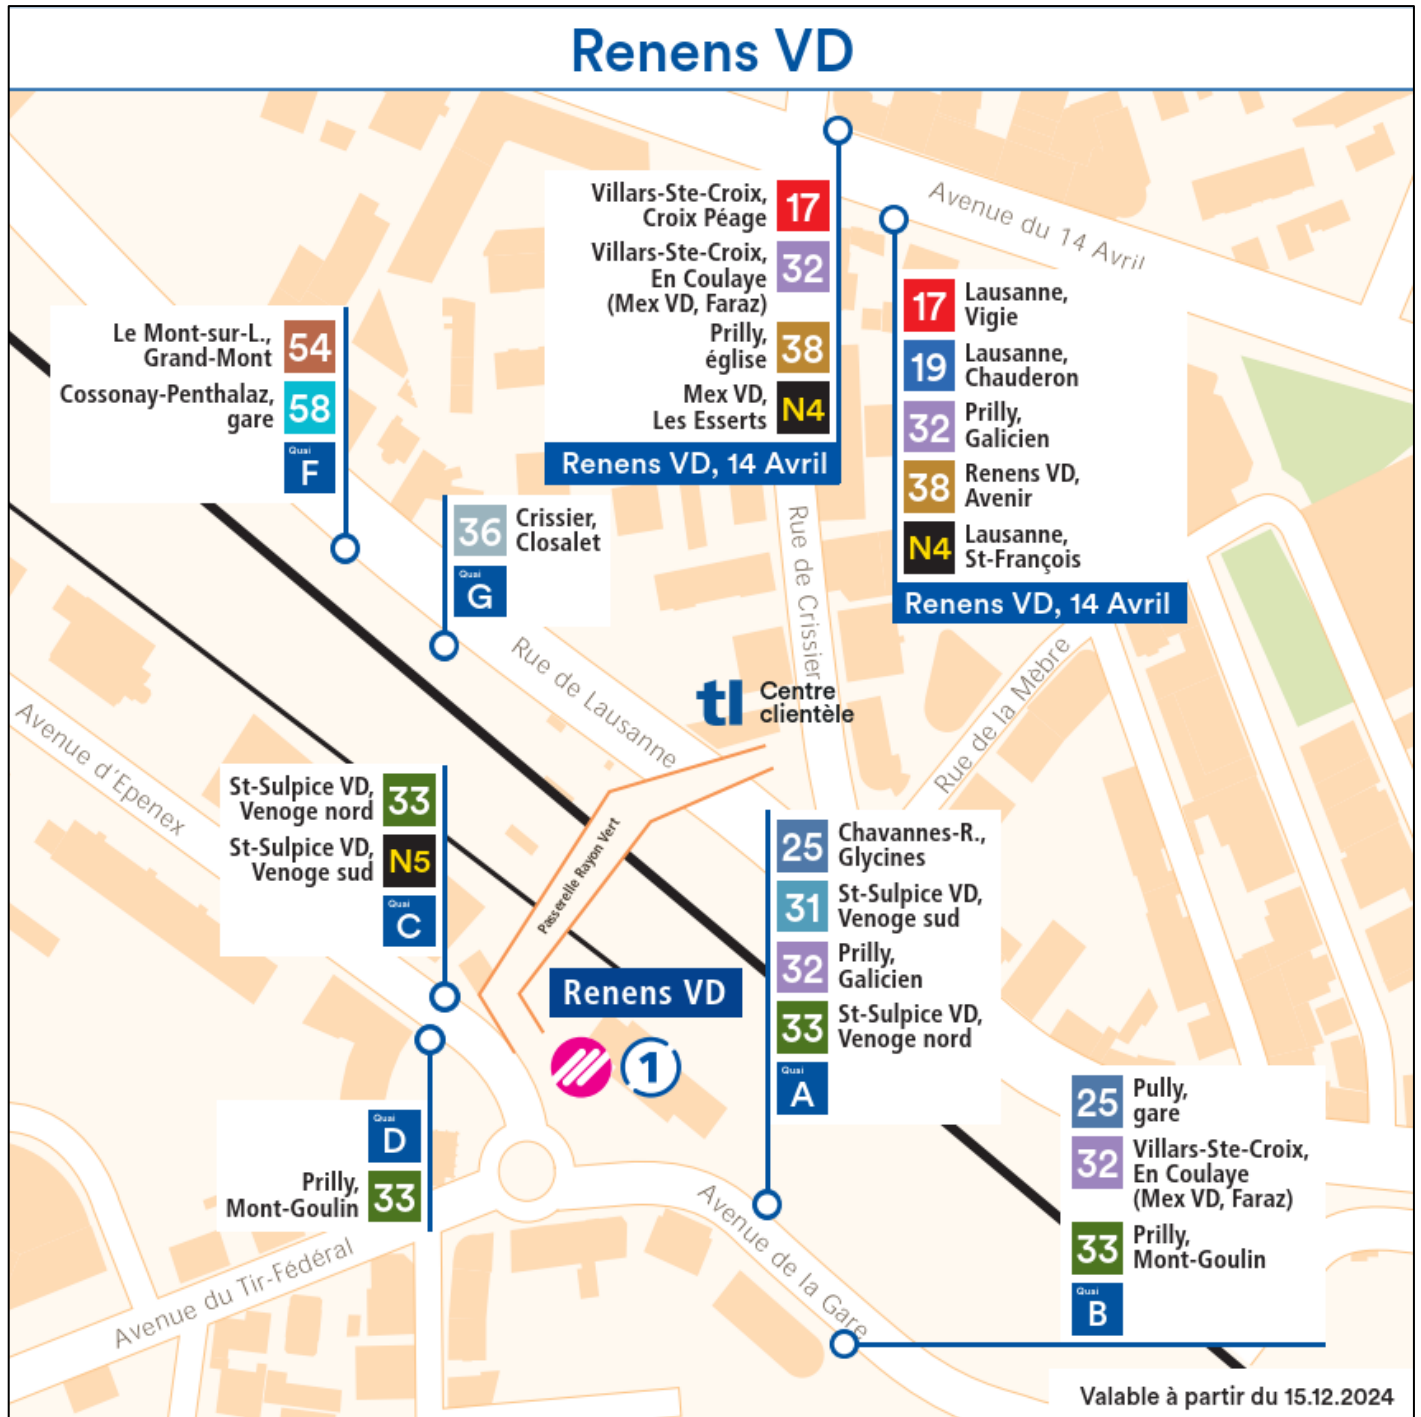 Renens VD
Avenue du 14 Avril
Villars-Ste-Croix,
Croix Péage
17
Villars-Ste-Croix,
En Coulaye
(Mex VD, Faraz)
32
Prilly,
église
38
Mex VD,
Les Esserts
N4
Renens VD, 14 Avril
17
Lausanne,
Vigie
19
Lausanne,
Chauderon
32
Prilly,
Galicien
38
Renens VD,
Avenir
N4
Lausanne,
St-François
Renens VD, 14 Avril
Le Mont-sur-L.,
Grand-Mont
54
Cossonay-Penthalaz,
gare
58
Quai
F
36
Crissier,
Closalet
Quai
G
Rue de Crissier
Rue de Lausanne
Rue de la Mèbre
tl
Centre
clientèle
Avenue d'Epenex
St-Sulpice VD,
Venoge nord
33
St-Sulpice VD,
Venoge sud
N5
Quai
C
Passerelle Rayon Vert
Renens VD
1
25
Chavannes-R.,
Glycines
31
St-Sulpice VD,
Venoge sud
32
Prilly,
Galicien
33
St-Sulpice VD,
Venoge nord
Quai
A
Quai
D
Prilly,
Mont-Goulin
33
25
Pully,
gare
32
Villars-Ste-Croix,
En Coulaye
(Mex VD, Faraz)
33
Prilly,
Mont-Goulin
Quai
B
Avenue du Tir-Fédéral
Avenue de la Gare
Valable à partir du 15.12.2024